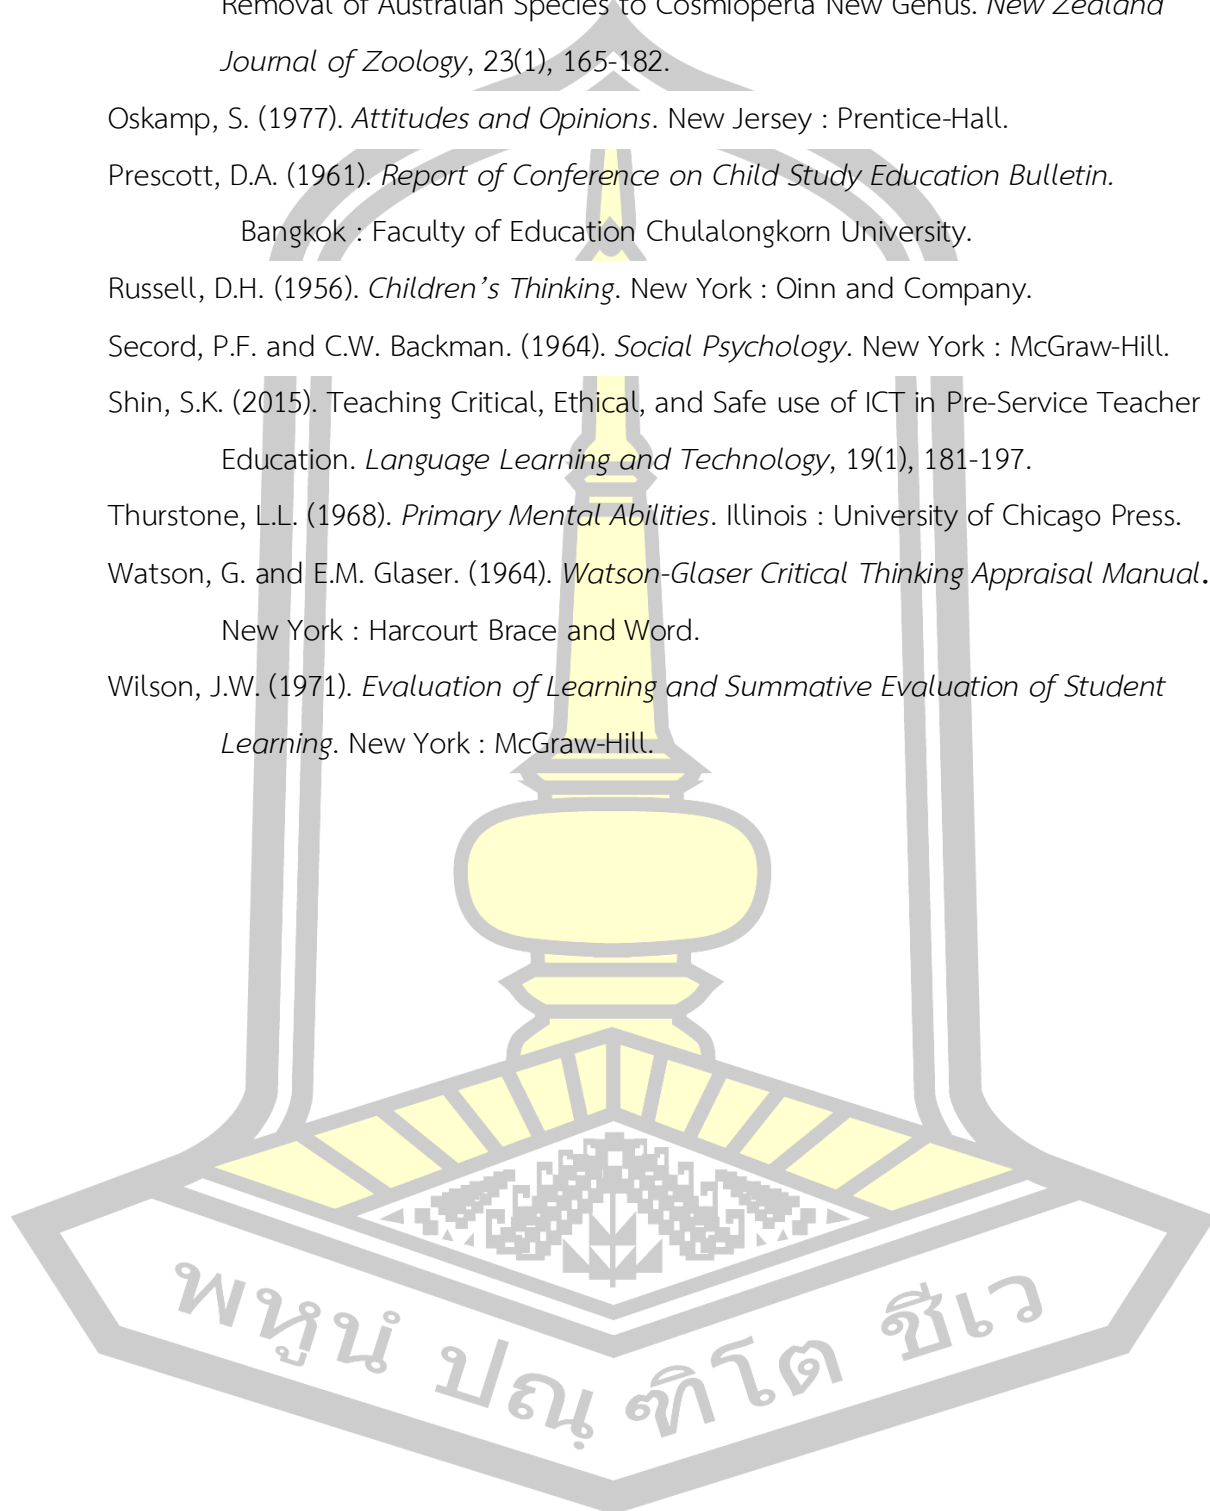 Removal of Australian Species to Cosmioperla New Genus. New Zealand
Journal of Zoology, 23(1), 165-182.
Oskamp, S. (1977). Attitudes and Opinions. New Jersey : Prentice-Hall.
Prescott, D.A. (1961). Report of Conference on Child Study Education Bulletin.
Bangkok : Faculty of Education Chulalongkorn University.
Russell, D.H. (1956). Children's Thinking. New York : Oinn and Company.
Secord, P.F. and C.W. Backman. (1964). Social Psychology. New York : McGraw-Hill.
Shin, S.K. (2015). Teaching Critical, Ethical, and Safe use of ICT in Pre-Service Teacher
Education. Language Learning and Technology, 19(1), 181-197.
Thurstone, L.L. (1968). Primary Mental Abilities. Illinois : University of Chicago Press.
Watson, G. and E.M. Glaser. (1964). Watson-Glaser Critical Thinking Appraisal Manual.
New York : Harcourt Brace and Word.
Wilson, J.W. (1971). Evaluation of Learning and Summative Evaluation of Student
Learning. New York : McGraw-Hill.
พหูนํ ปณฺฑิโต ชีเว